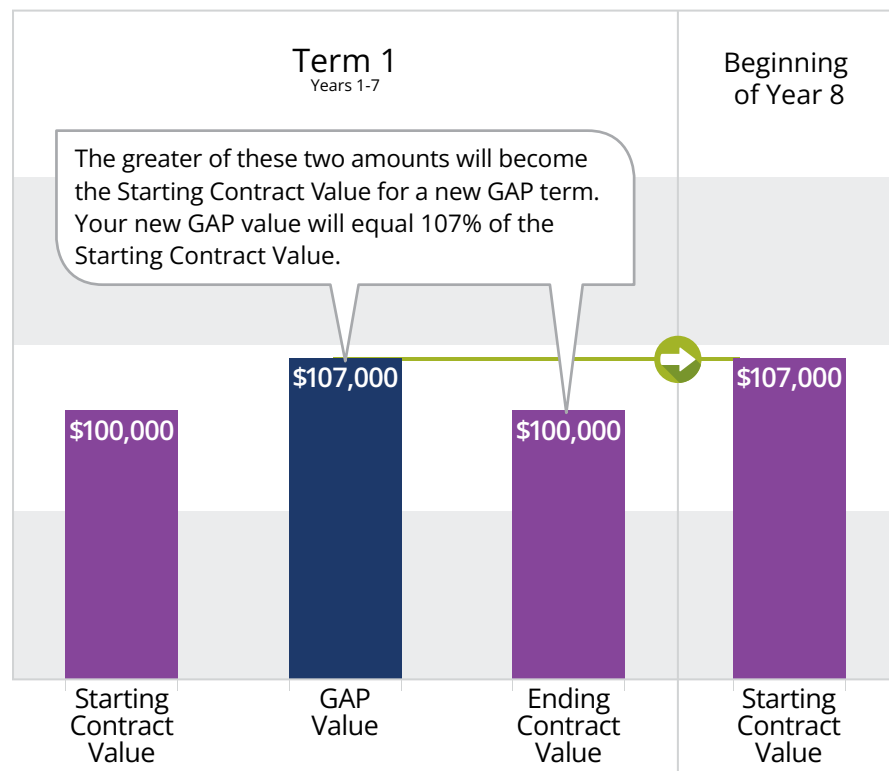 Term 1
Years 1-7
Beginning
of Year 8
The greater of these two amounts will become
the Starting Contract Value for a new GAP term.
Your new GAP value will equal 107% of the
Starting Contract Value.
$100,000
$107,000
$100,000
$107,000
Starting
Contract
Value
GAP
Value
Ending
Contract
Value
Starting
Contract
Value